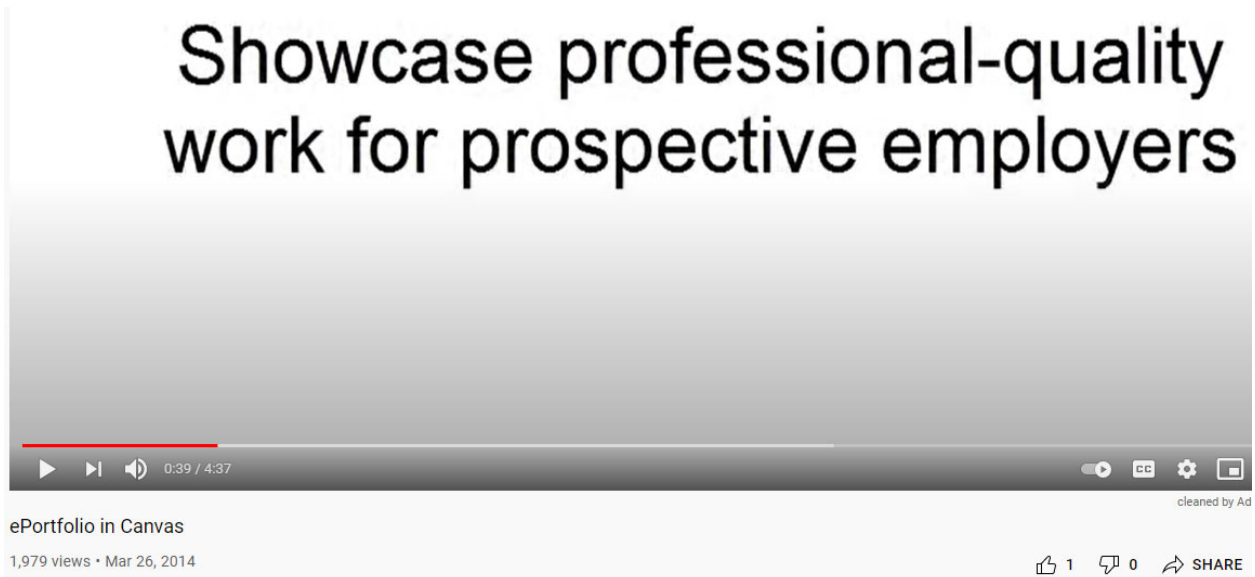 Showcase professional-quality
work for prospective employers
0:39 / 4:37
CC
cleaned by Ad
ePortfolio in Canvas
1,979 views • Mar 26, 2014
1
0
SHARE